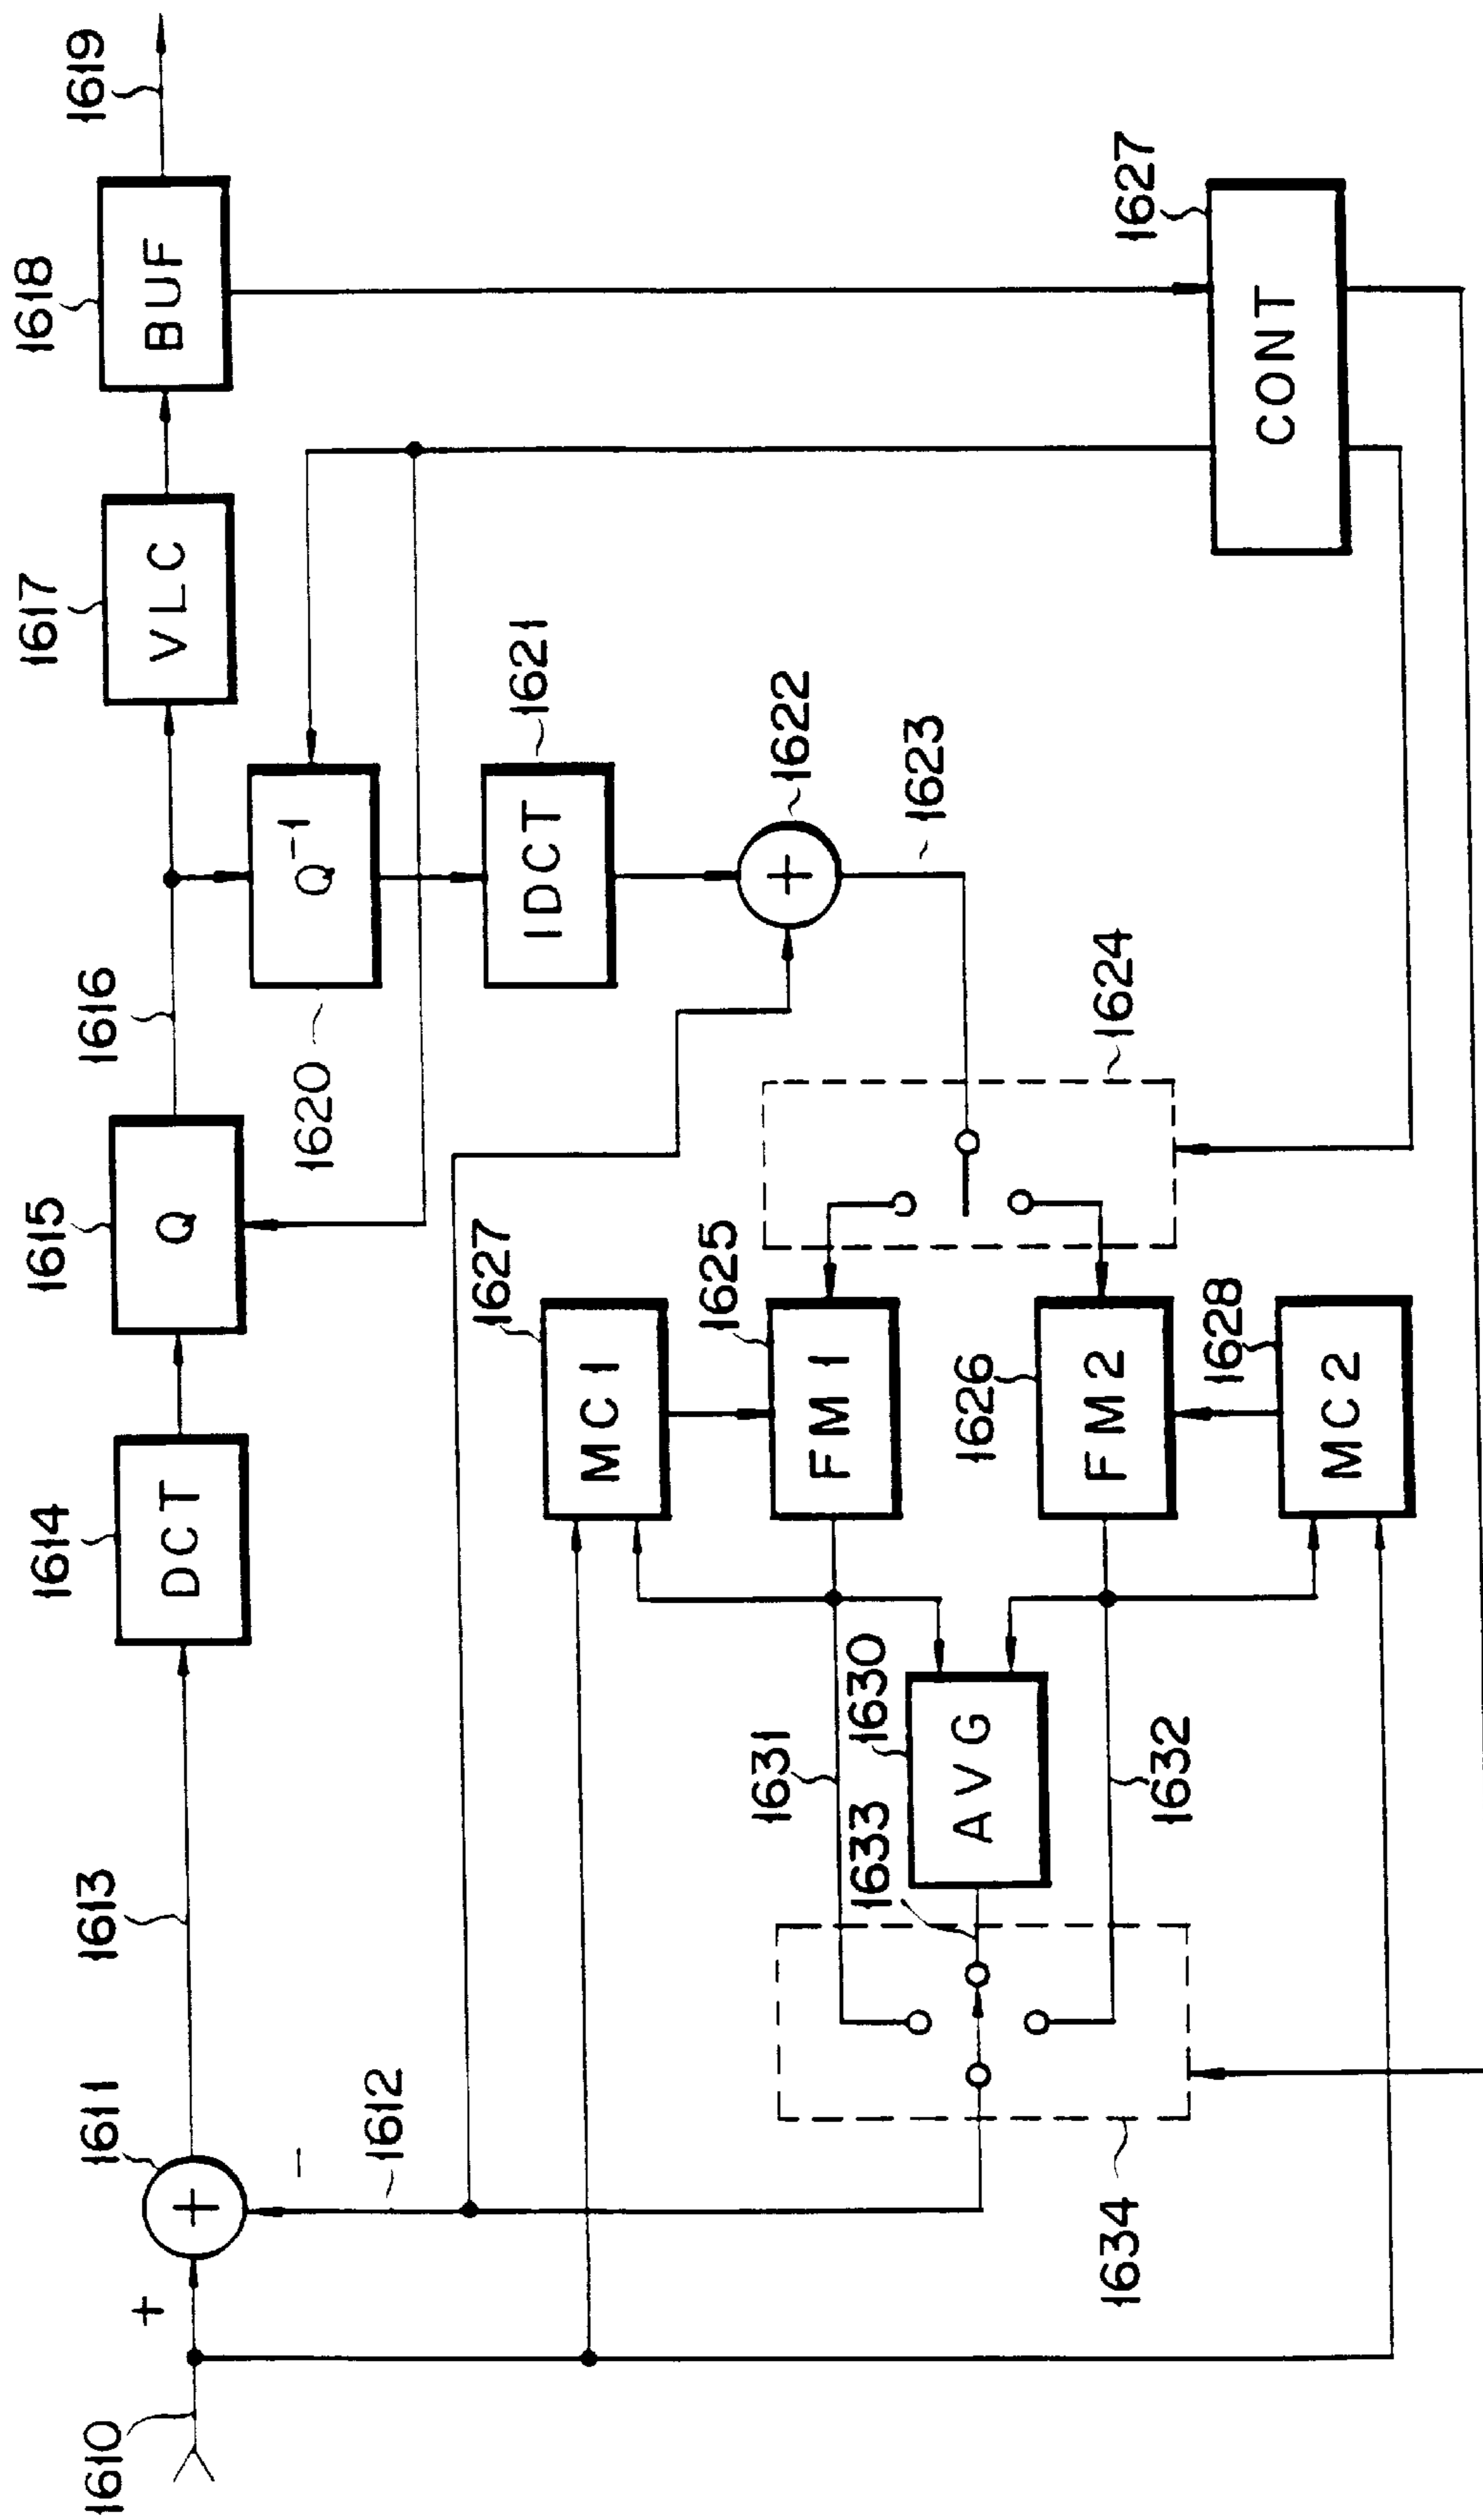 1610
+
1611
+
1613
1614
DCT
1615
Q
1616
1617
VLC
1618
BUF
1619
−
1612
1620
Q⁻¹
1621
IDCT
1622
+
1623
1627
MC1
1625
FM1
1624
1631
1633
1630
AVG
1626
FM2
1632
1628
MC2
1634
1627
CONT